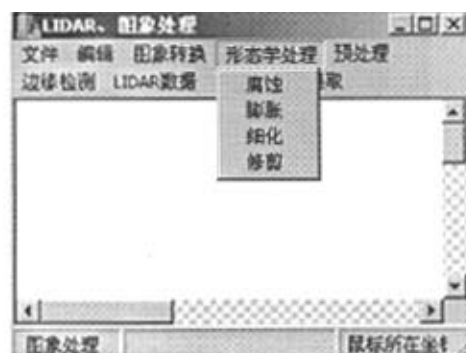 LIDAR、图象处理
文件 编辑 图象转换 形态学处理 预处理
边缘检测 LIDAR数据 取
腐蚀
膨胀
细化
修剪
图象处理 鼠标所在坐